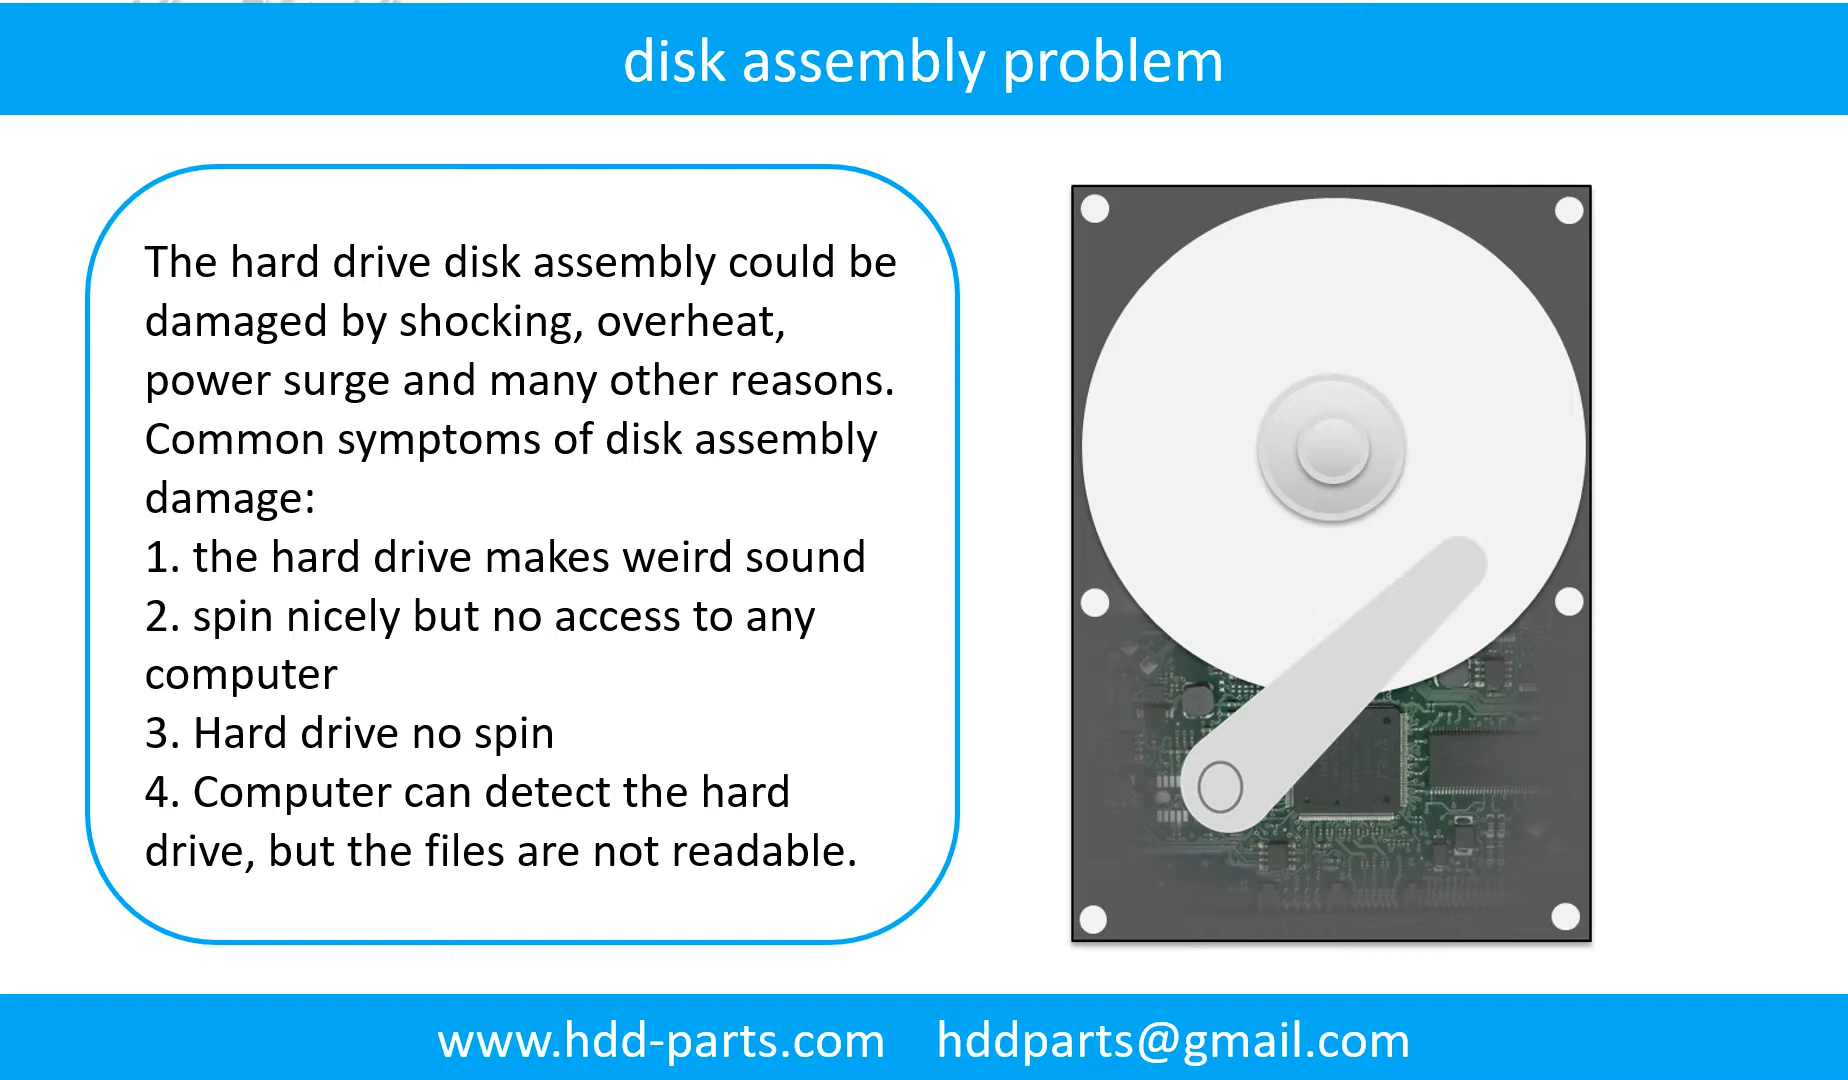 disk assembly problem
The hard drive disk assembly could be
damaged by shocking, overheat,
power surge and many other reasons.
Common symptoms of disk assembly
damage:
1. the hard drive makes weird sound
2. spin nicely but no access to any
computer
3. Hard drive no spin
4. Computer can detect the hard
drive, but the files are not readable.
www.hdd-parts.com hddparts@gmail.com